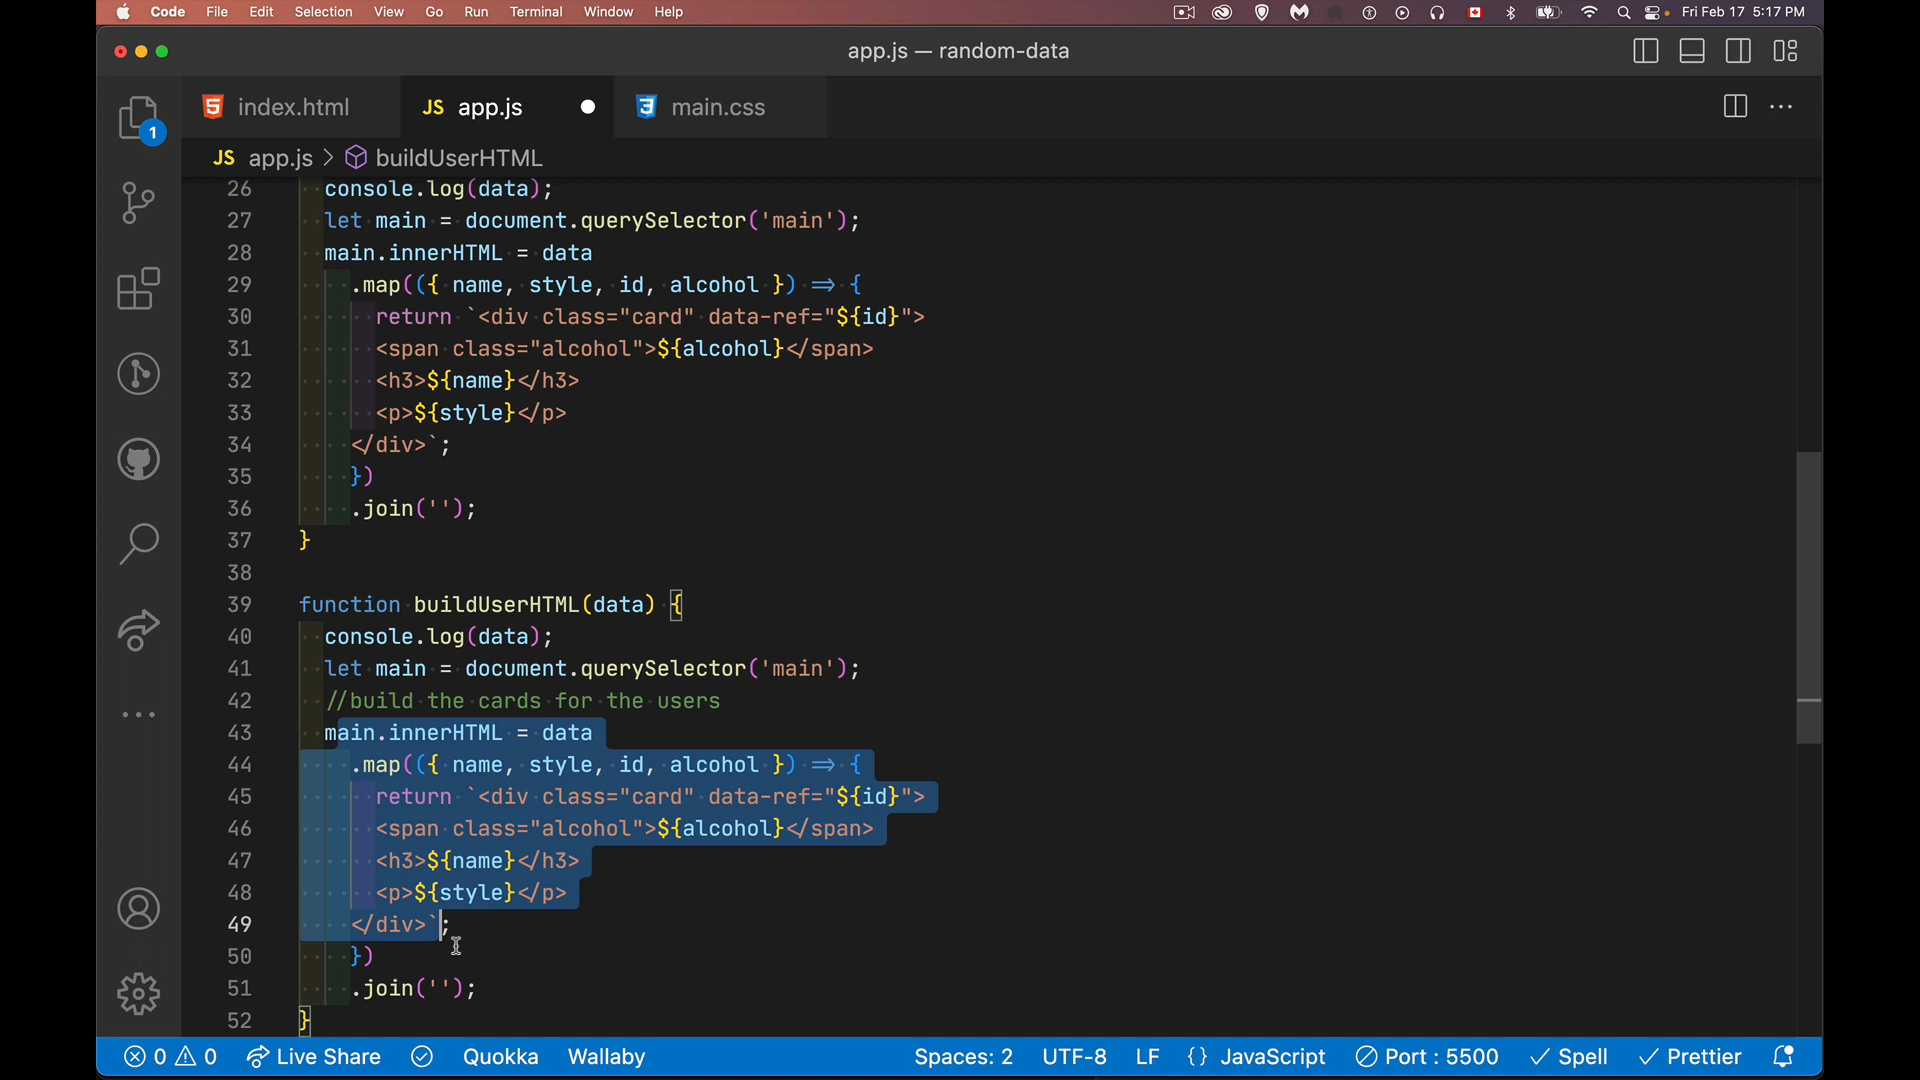 Code File Edit Selection View Go Run Terminal Window Help Fri Feb 17 5:17 PM
app.js — random-data
5 index.html JS app.js 3 main.css
1
JS app.js > buildUserHTML
26 console.log(data);
27 let main = document.querySelector('main');
28 main.innerHTML = data
29 .map(({ name, style, id, alcohol }) => {
30 return `<div class="card" data-ref="${id}">
31 <span class="alcohol">${alcohol}</span>
32 <h3>${name}</h3>
33 <p>${style}</p>
34 </div>`;
35 })
36 .join('');
37 }
38
39 function buildUserHTML(data) {
40 console.log(data);
41 let main = document.querySelector('main');
42 //build the cards for the users
43 main.innerHTML = data
44 .map(({ name, style, id, alcohol }) => {
45 return `<div class="card" data-ref="${id}">
46 <span class="alcohol">${alcohol}</span>
47 <h3>${name}</h3>
48 <p>${style}</p>
49 </div>`;
50 })
51 .join('');
52 }
0 0 Live Share Quokka Wallaby Spaces: 2 UTF-8 LF {} JavaScript Port : 5500 Spell Prettier